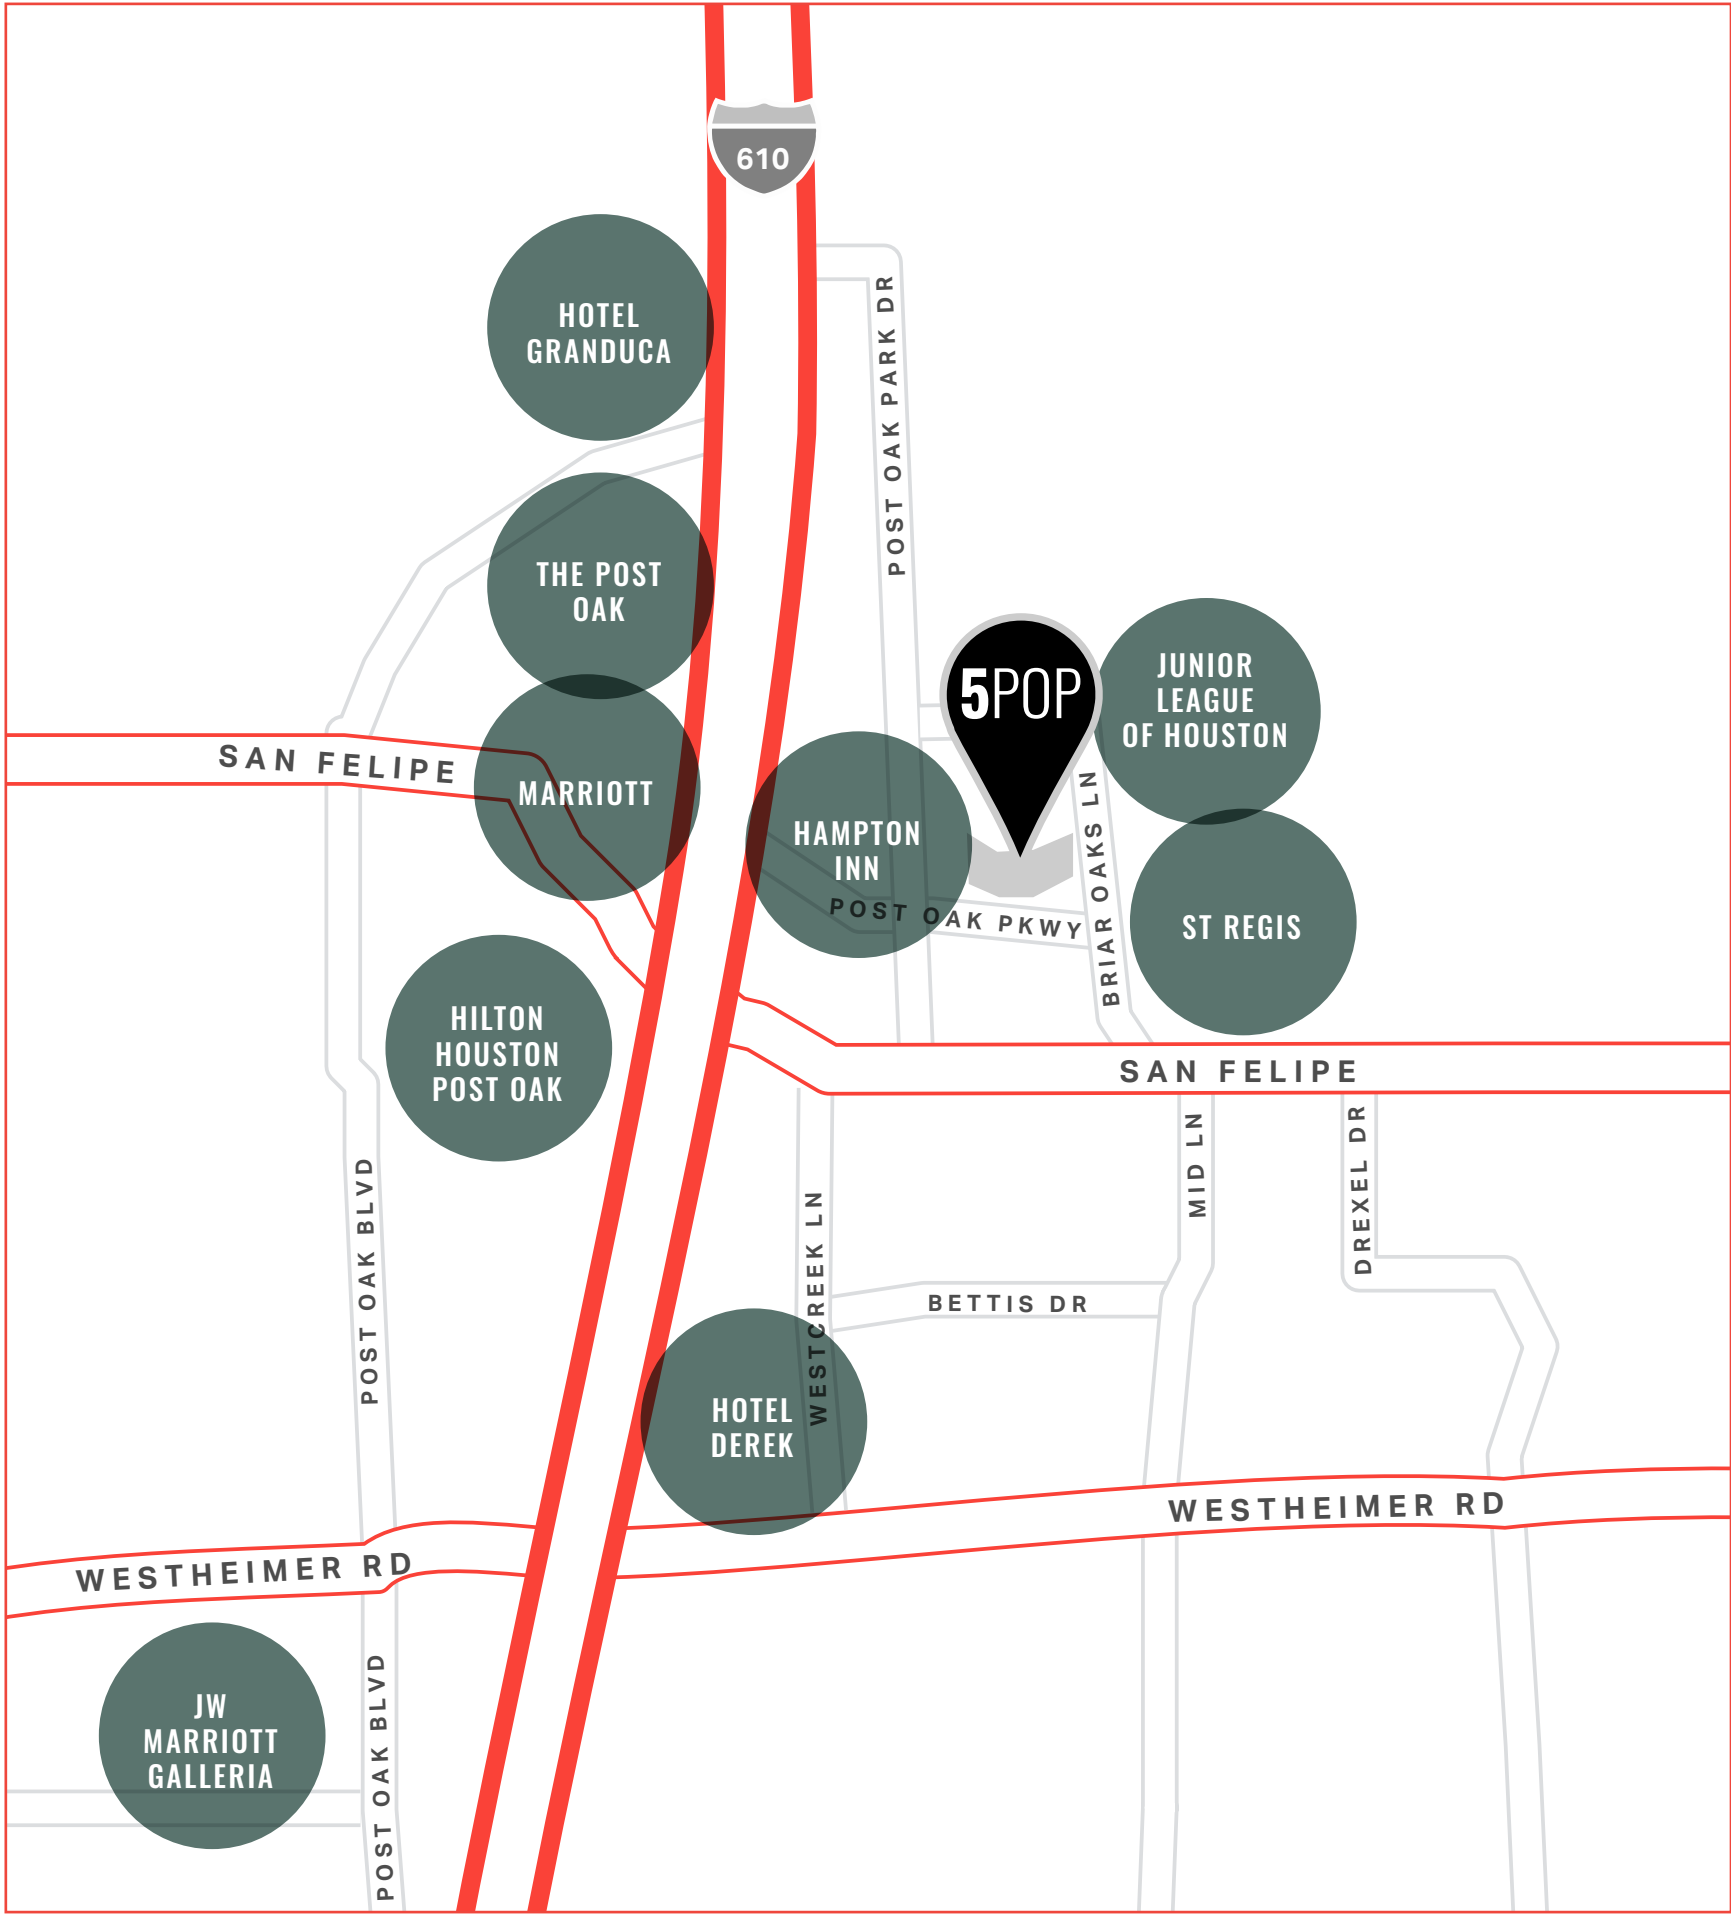 610
HOTEL
GRANDUCA
POST OAK PARK DR
THE POST
OAK
5POP
JUNIOR
LEAGUE
OF HOUSTON
SAN FELIPE
MARRIOTT
HAMPTON
INN
POST OAK PKWY
BRIAR OAKS LN
ST REGIS
HILTON
HOUSTON
POST OAK
SAN FELIPE
MID LN
DREXEL DR
POST OAK BLVD
WESTCREEK LN
BETTIS DR
HOTEL
DEREK
WESTHEIMER RD
WESTHEIMER RD
JW
MARRIOTT
GALLERIA
POST OAK BLVD